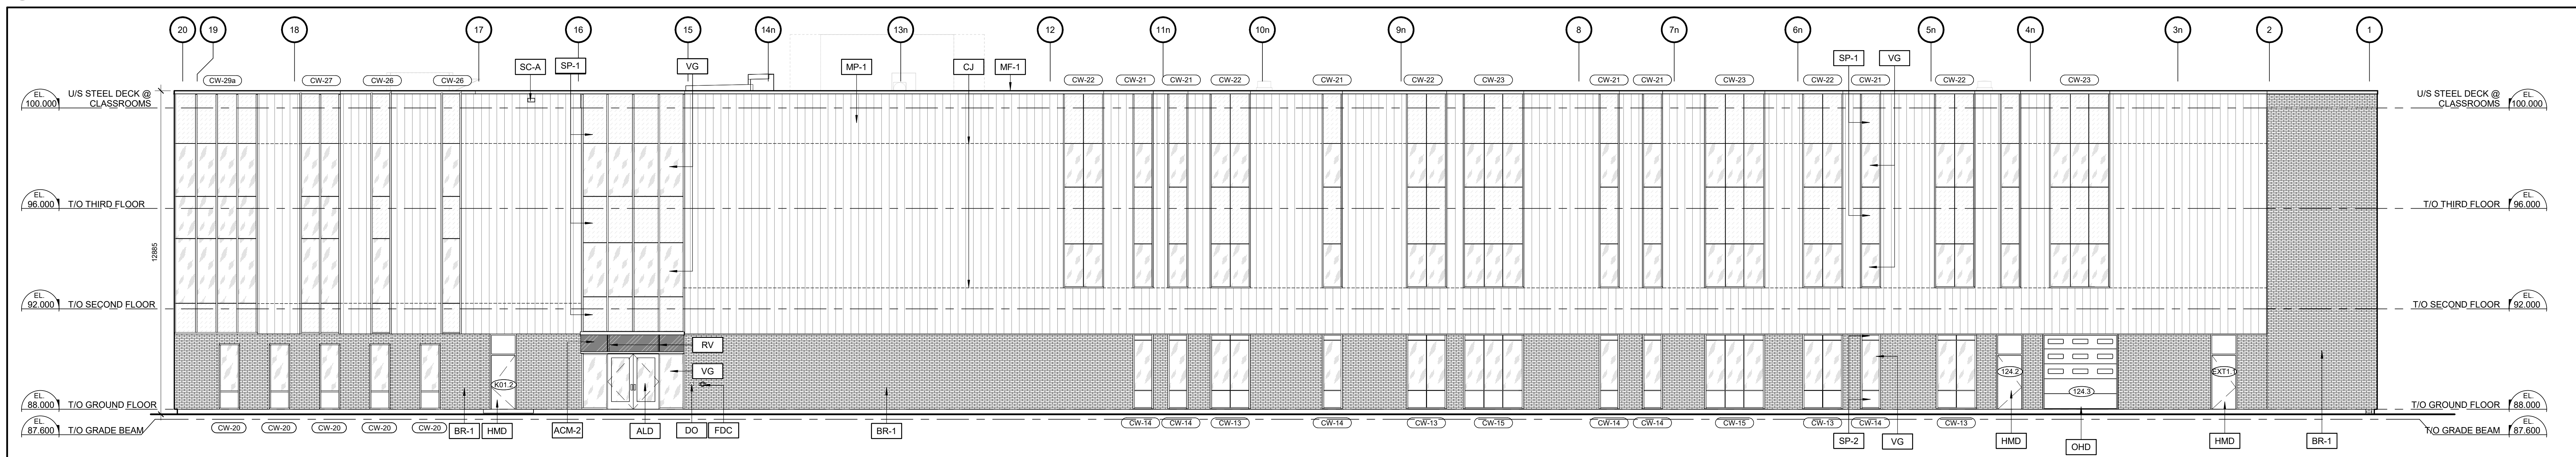 20 19 18 17 16 15 14n 13n 12 11n 10n 9n 8 7n 6n 5n 4n 3n 2 1
SC-A SP-1 VG MP-1 CJ MF-1 SP-1 VG
CW-29a CW-27 CW-26 CW-26 CW-22 CW-21 CW-21 CW-22 CW-21 CW-22 CW-23 CW-21 CW-21 CW-23 CW-22 CW-21 CW-22 CW-23
EL.
100.000
U/S STEEL DECK @
CLASSROOMS
U/S STEEL DECK @
CLASSROOMS
EL.
100.000
EL.
96.000
T/O THIRD FLOOR
T/O THIRD FLOOR
EL.
96.000
12885
EL.
92.000
T/O SECOND FLOOR
T/O SECOND FLOOR
EL.
92.000
RV
VG
K01.2
124.2
124.3
EXT1.1
EL.
88.000
T/O GROUND FLOOR
T/O GROUND FLOOR
EL.
88.000
EL.
87.600
T/O GRADE BEAM
T/O GRADE BEAM
EL.
87.600
CW-20 CW-20 CW-20 CW-20 CW-20 CW-14 CW-14 CW-13 CW-14 CW-13 CW-15 CW-14 CW-14 CW-15 CW-13 CW-14 CW-13
BR-1 HMD ACM-2 ALD DO FDC BR-1 SP-2 VG HMD OHD HMD BR-1